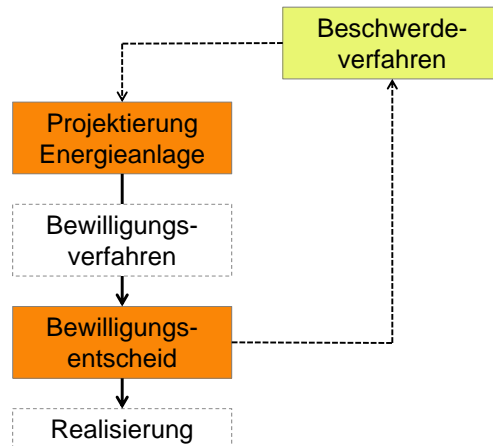 Beschwerde-
verfahren
Projektierung
Energieanlage
Bewilligungs-
verfahren
Bewilligungs-
entscheid
Realisierung